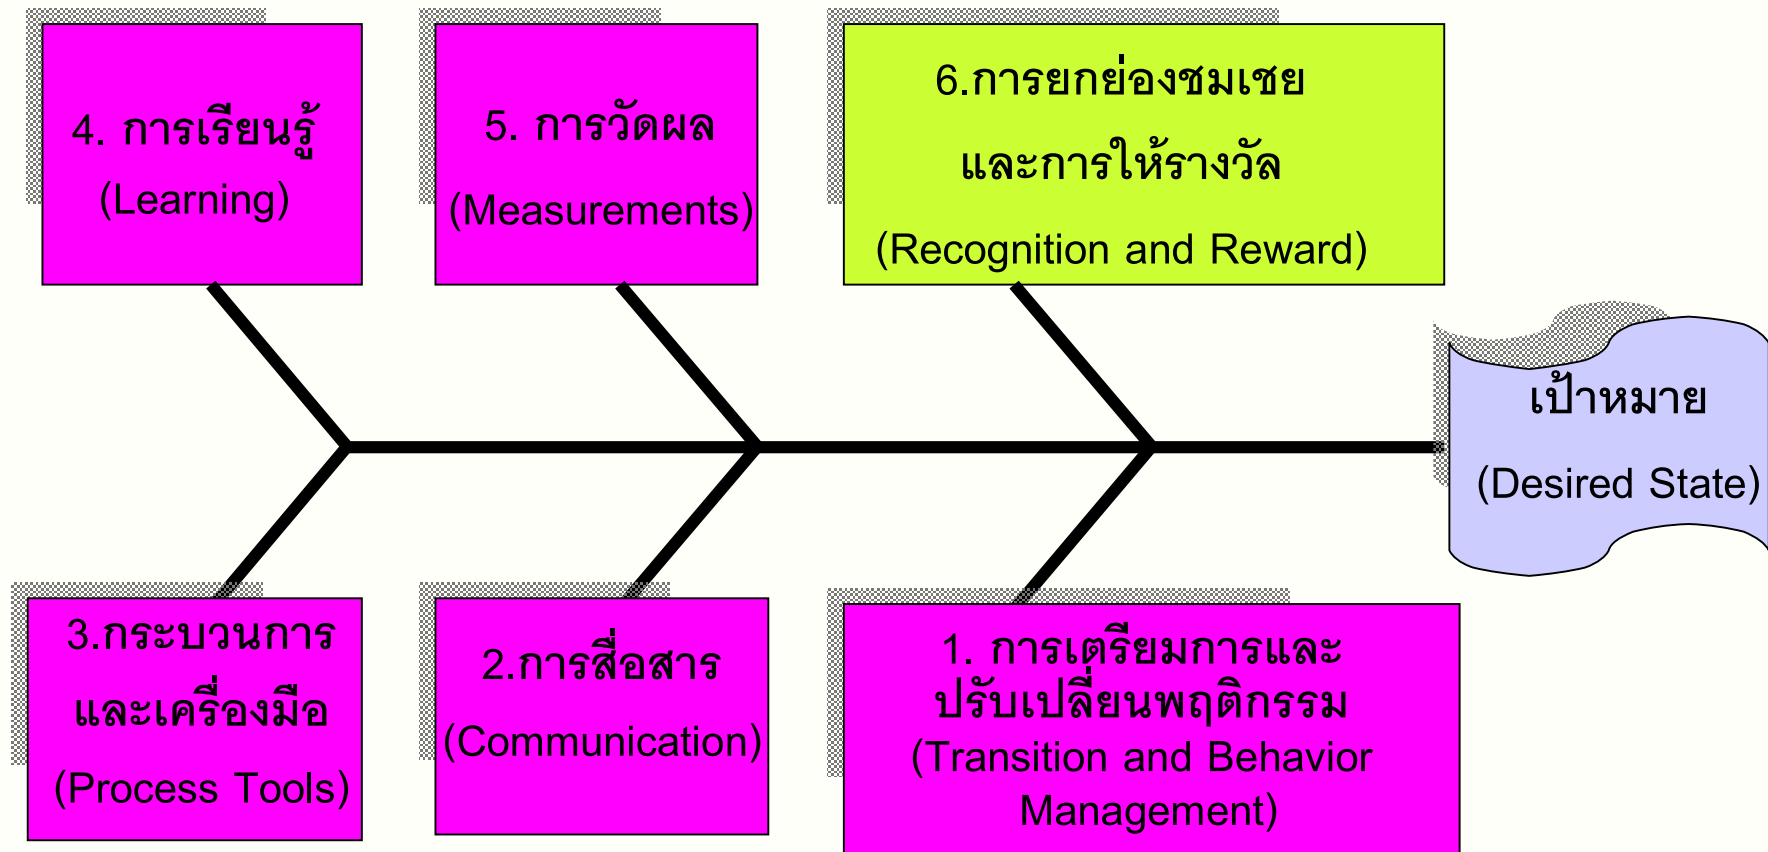 4. การเรียนรู้
(Learning)
5. การวัดผล
(Measurements)
6.การยกย่องชมเชย
และการให้รางวัล
(Recognition and Reward)
เป้าหมาย
(Desired State)
3.กระบวนการ
และเครื่องมือ
(Process Tools)
2.การสื่อสาร
(Communication)
1. การเตรียมการและ
ปรับเปลี่ยนพฤติกรรม
(Transition and Behavior
Management)